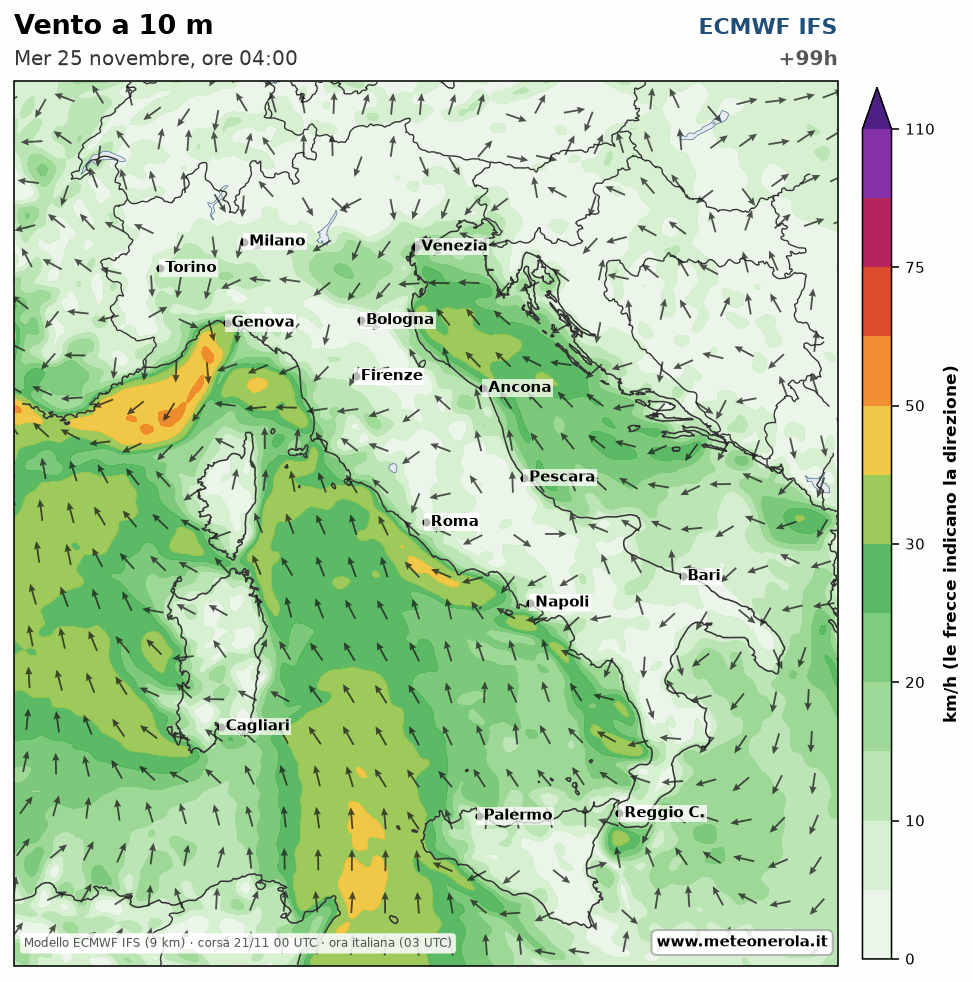 Vento a 10 m
ECMWF IFS
Mer 25 novembre, ore 04:00
+99h
Milano
Venezia
Torino
Genova
Bologna
Firenze
Ancona
Pescara
Roma
Bari
Napoli
Cagliari
Palermo
Reggio C.
110
75
50
30
20
10
0
km/h (le frecce indicano la direzione)
Modello ECMWF IFS (9 km) · corsa 21/11 00 UTC · ora italiana (03 UTC)
www.meteonerola.it